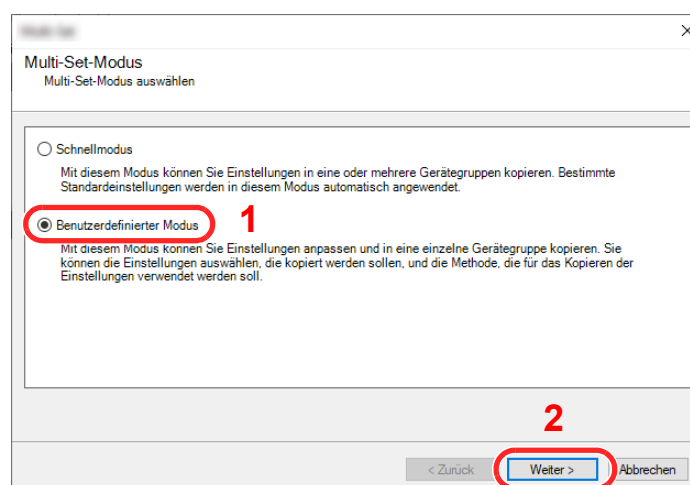 Multi-Set-Modus
Multi-Set-Modus auswählen
Schnellmodus
Mit diesem Modus können Sie Einstellungen in eine oder mehrere Gerätegruppen kopieren. Bestimmte
Standardeinstellungen werden in diesem Modus automatisch angewendet.
Benutzerdefinierter Modus
1
Mit diesem Modus können Sie Einstellungen anpassen und in eine einzelne Gerätegruppe kopieren. Sie
können die Einstellungen auswählen, die kopiert werden sollen, und die Methode, die für das Kopieren der
Einstellungen verwendet werden soll.
2
< Zurück Weiter > Abbrechen